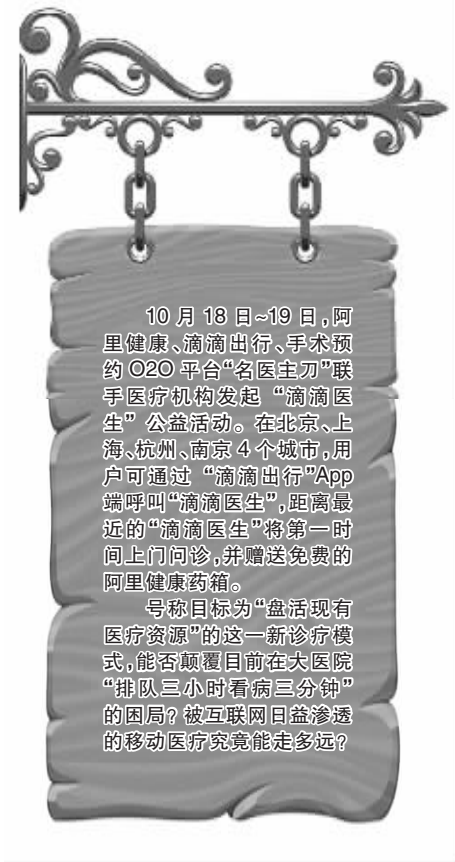 10 月 18 日~19 日,阿
里健康、滴滴出行、手术预
约 O2O 平台“名医主刀”联
手医疗机构发起“滴滴医
生”公益活动。在北京、上
海、杭州、南京 4 个城市,用
户可通过“滴滴出行”App
端呼叫“滴滴医生”,距离最
近的“滴滴医生”将第一时
间上门问诊,并赠送免费的
阿里健康药箱。
号称目标为“盘活现有
医疗资源”的这一新诊疗模
式,能否颠覆目前在大医院
“排队三小时看病三分钟”
的困局?被互联网日益渗透
的移动医疗究竟能走多远?